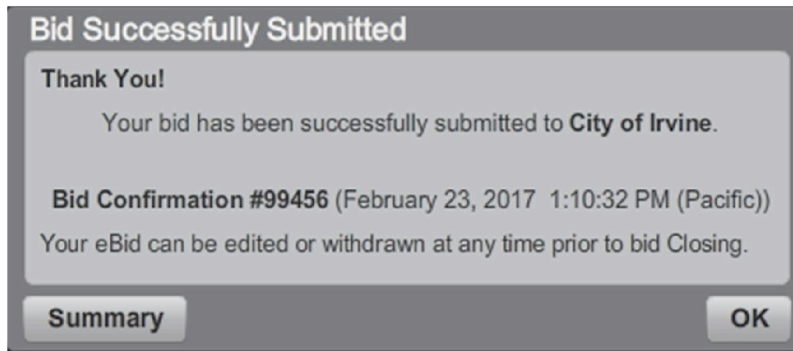 Bid Successfully Submitted
Thank You!
Your bid has been successfully submitted to City of Irvine.
Bid Confirmation #99456 (February 23, 2017 1:10:32 PM (Pacific))
Your eBid can be edited or withdrawn at any time prior to bid Closing.
Summary
OK